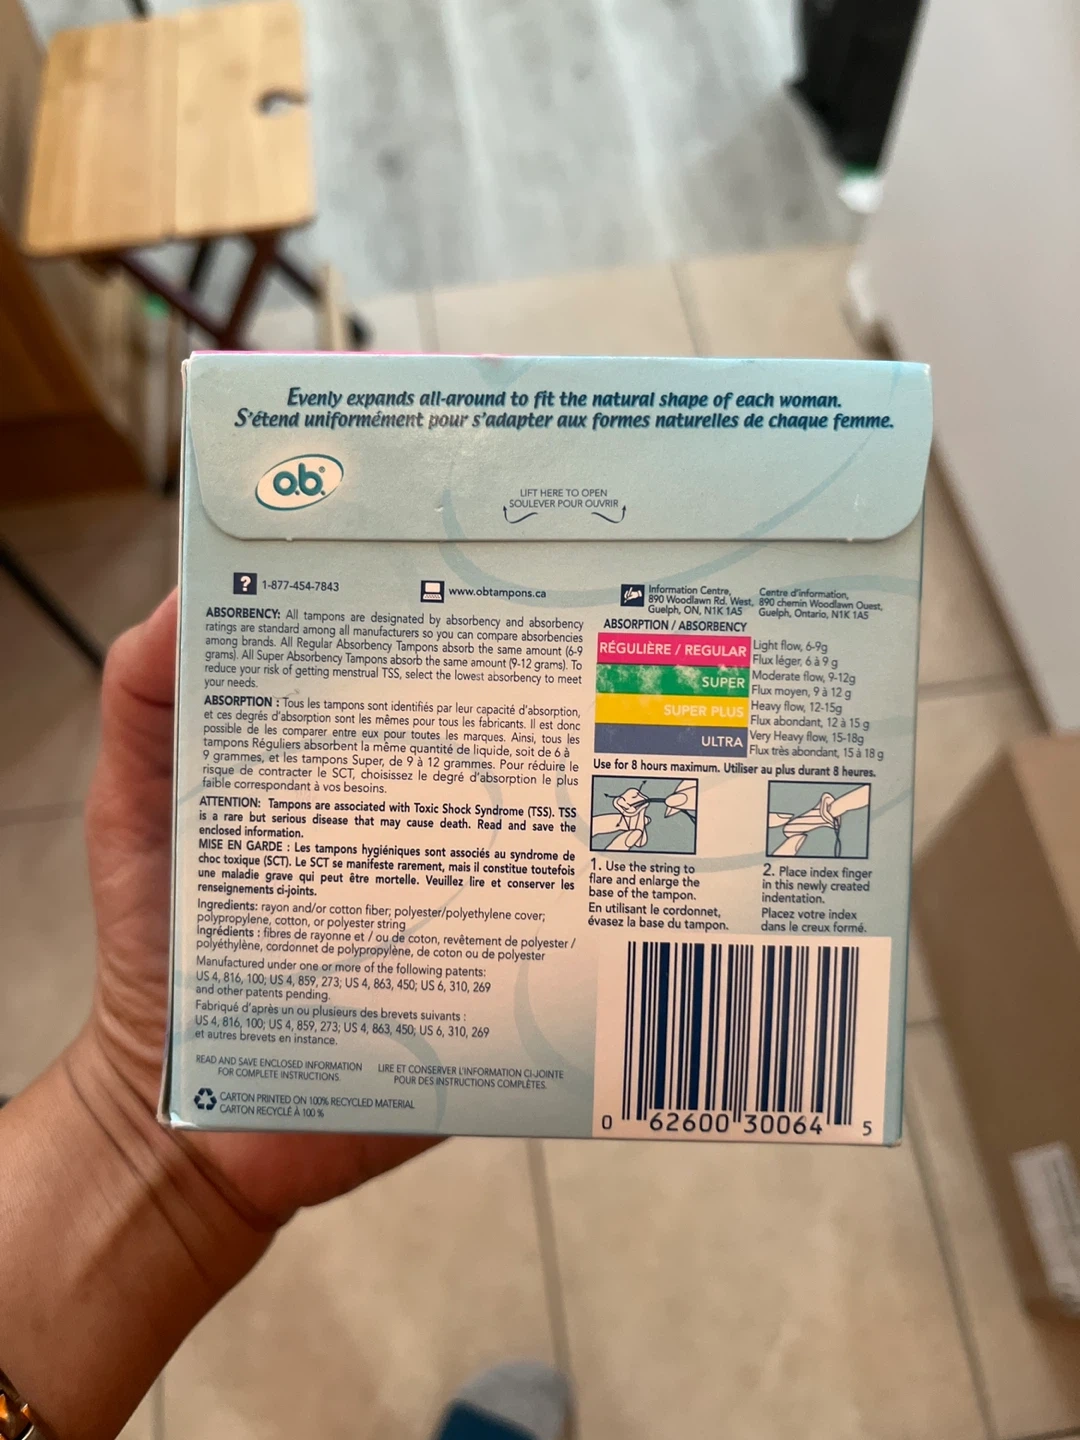 Evenly expands all-around to fit the natural shape of each woman.
S'étend uniformément pour s'adapter aux formes naturelles de chaque femme.
o.b.®
LIFT HERE TO OPEN
SOULEVER POUR OUVRIR
? 1-877-454-7843
www.obtampons.ca
Information Centre,
890 Woodlawn Rd. West,
Guelph, ON, N1K 1A5
Centre d'information,
890 chemin Woodlawn Ouest,
Guelph, Ontario, N1K 1A5
ABSORBENCY: All tampons are designated by absorbency and absorbency
ratings are standard among all manufacturers so you can compare absorbencies
among brands. All Regular Absorbency Tampons absorb the same amount (6-9
grams). All Super Absorbency Tampons absorb the same amount (9-12 grams). To
reduce your risk of getting menstrual TSS, select the lowest absorbency to meet
your needs.
ABSORPTION : Tous les tampons sont identifiés par leur capacité d'absorption,
et ces degrés d'absorption sont les mêmes pour tous les fabricants. Il est donc
possible de les comparer entre eux pour toutes les marques. Ainsi, tous les
tampons Réguliers absorbent la même quantité de liquide, soit de 6 à
9 grammes, et les tampons Super, de 9 à 12 grammes. Pour réduire le
risque de contracter le SCT, choisissez le degré d'absorption le plus
faible correspondant à vos besoins.
ATTENTION: Tampons are associated with Toxic Shock Syndrome (TSS). TSS
is a rare but serious disease that may cause death. Read and save the
enclosed information.
MISE EN GARDE : Les tampons hygiéniques sont associés au syndrome de
choc toxique (SCT). Le SCT se manifeste rarement, mais il constitue toutefois
une maladie grave qui peut être mortelle. Veuillez lire et conserver les
renseignements ci-joints.
Ingredients: rayon and/or cotton fiber; polyester/polyethylene cover;
polypropylene, cotton, or polyester string
Ingrédients : fibres de rayonne et / ou de coton, revêtement de polyester /
polyéthylène, cordonnet de polypropylène, de coton ou de polyester
Manufactured under one or more of the following patents:
US 4, 816, 100; US 4, 859, 273; US 4, 863, 450; US 6, 310, 269
and other patents pending.
Fabriqué d'après un ou plusieurs des brevets suivants :
US 4, 816, 100; US 4, 859, 273; US 4, 863, 450; US 6, 310, 269
et autres brevets en instance.
READ AND SAVE ENCLOSED INFORMATION
FOR COMPLETE INSTRUCTIONS.
LIRE ET CONSERVER L'INFORMATION CI-JOINTE
POUR DES INSTRUCTIONS COMPLÈTES.
CARTON PRINTED ON 100% RECYCLED MATERIAL
CARTON RECYCLÉ À 100 %
ABSORPTION / ABSORBENCY
RÉGULIÈRE / REGULAR
Light flow, 6-9g
Flux léger, 6 à 9 g
SUPER
Moderate flow, 9-12g
Flux moyen, 9 à 12 g
SUPER PLUS
Heavy flow, 12-15g
Flux abondant, 12 à 15 g
ULTRA
Very Heavy flow, 15-18g
Flux très abondant, 15 à 18 g
Use for 8 hours maximum. Utiliser au plus durant 8 heures.
1. Use the string to
flare and enlarge the
base of the tampon.
En utilisant le cordonnet,
évasez la base du tampon.
2. Place index finger
in this newly created
indentation.
Placez votre index
dans le creux formé.
0 62600 30064 5